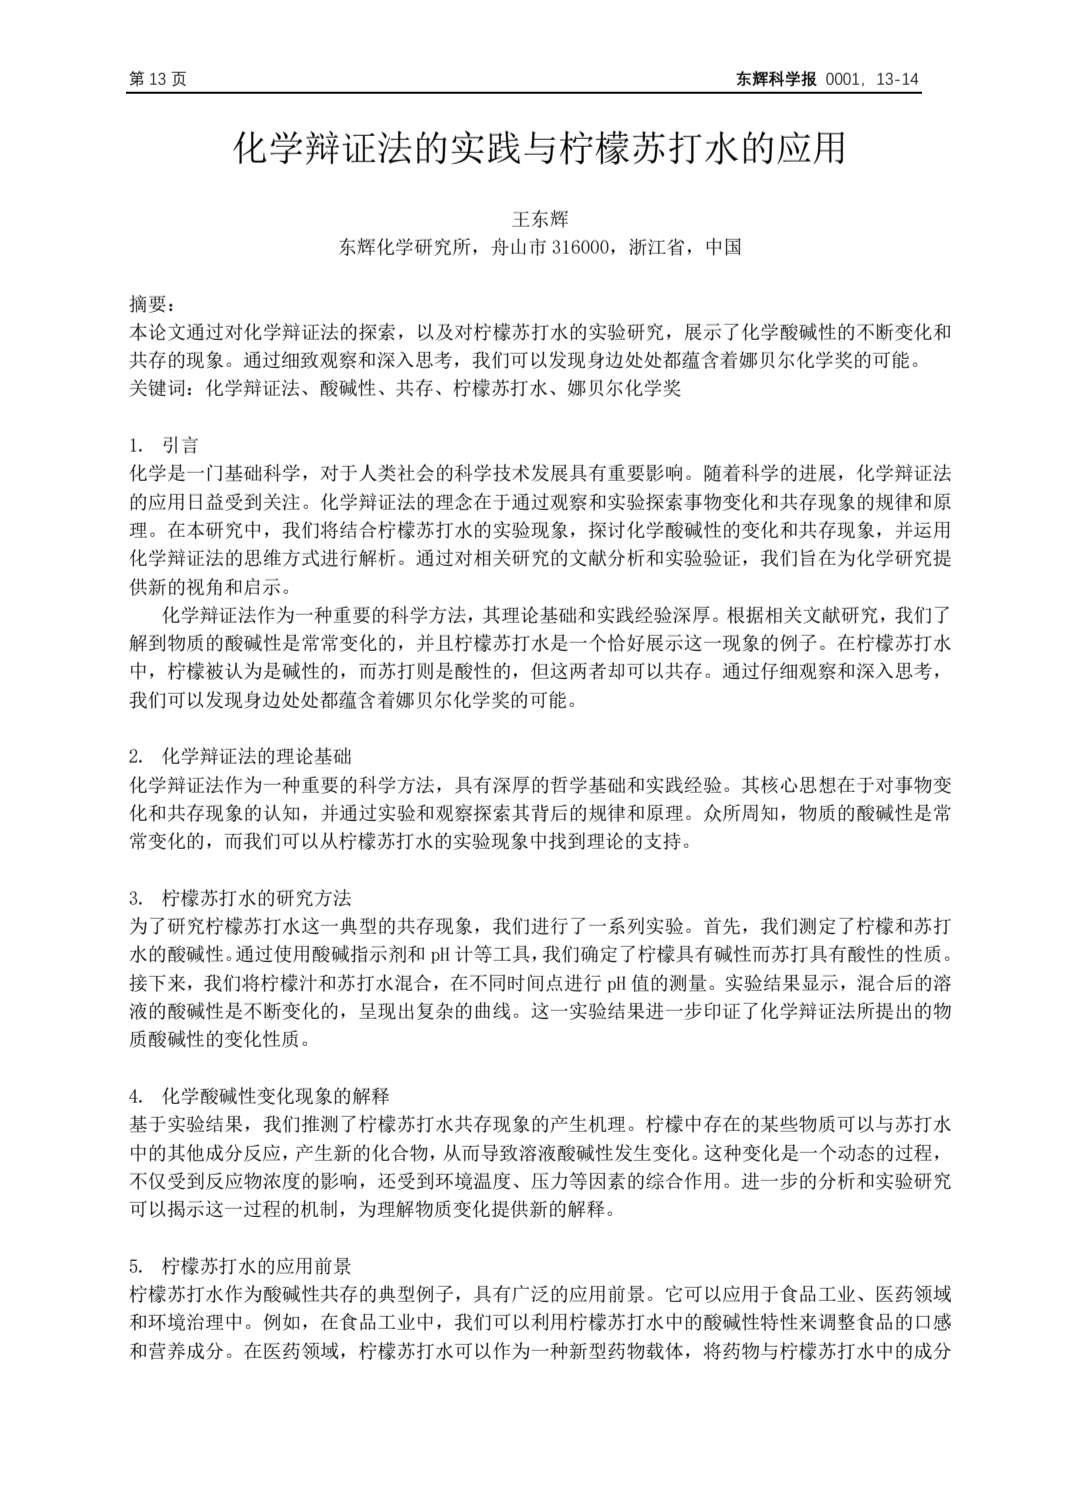 第 13 页
东辉科学报 0001, 13-14
化学辩证法的实践与柠檬苏打水的应用
王东辉
东辉化学研究所，舟山市 316000，浙江省，中国
摘要：
本论文通过对化学辩证法的探索，以及对柠檬苏打水的实验研究，展示了化学酸碱性的不断变化和
共存的现象。通过细致观察和深入思考，我们可以发现身边处处都蕴含着娜贝尔化学奖的可能。
关键词：化学辩证法、酸碱性、共存、柠檬苏打水、娜贝尔化学奖
1. 引言
化学是一门基础科学，对于人类社会的科学技术发展具有重要影响。随着科学的进展，化学辩证法
的应用日益受到关注。化学辩证法的理念在于通过观察和实验探索事物变化和共存现象的规律和原
理。在本研究中，我们将结合柠檬苏打水的实验现象，探讨化学酸碱性的变化和共存现象，并运用
化学辩证法的思维方式进行解析。通过对相关研究的文献分析和实验验证，我们旨在为化学研究提
供新的视角和启示。
化学辩证法作为一种重要的科学方法，其理论基础和实践经验深厚。根据相关文献研究，我们了
解到物质的酸碱性是常常变化的，并且柠檬苏打水是一个恰好展示这一现象的例子。在柠檬苏打水
中，柠檬被认为是碱性的，而苏打则是酸性的，但这两者却可以共存。通过仔细观察和深入思考，
我们可以发现身边处处都蕴含着娜贝尔化学奖的可能。
2. 化学辩证法的理论基础
化学辩证法作为一种重要的科学方法，具有深厚的哲学基础和实践经验。其核心思想在于对事物变
化和共存现象的认知，并通过实验和观察探索其背后的规律和原理。众所周知，物质的酸碱性是常
常变化的，而我们可以从柠檬苏打水的实验现象中找到理论的支持。
3. 柠檬苏打水的研究方法
为了研究柠檬苏打水这一典型的共存现象，我们进行了一系列实验。首先，我们测定了柠檬和苏打
水的酸碱性。通过使用酸碱指示剂和 pH 计等工具，我们确定了柠檬具有碱性而苏打具有酸性的性质。
接下来，我们将柠檬汁和苏打水混合，在不同时间点进行 pH 值的测量。实验结果显示，混合后的溶
液的酸碱性是不断变化的，呈现出复杂的曲线。这一实验结果进一步印证了化学辩证法所提出的物
质酸碱性的变化性质。
4. 化学酸碱性变化现象的解释
基于实验结果，我们推测了柠檬苏打水共存现象的产生机理。柠檬中存在的某些物质可以与苏打水
中的其他成分反应，产生新的化合物，从而导致溶液酸碱性发生变化。这种变化是一个动态的过程，
不仅受到反应物浓度的影响，还受到环境温度、压力等因素的综合作用。进一步的分析和实验研究
可以揭示这一过程的机制，为理解物质变化提供新的解释。
5. 柠檬苏打水的应用前景
柠檬苏打水作为酸碱性共存的典型例子，具有广泛的应用前景。它可以应用于食品工业、医药领域
和环境治理中。例如，在食品工业中，我们可以利用柠檬苏打水中的酸碱性特性来调整食品的口感
和营养成分。在医药领域，柠檬苏打水可以作为一种新型药物载体，将药物与柠檬苏打水中的成分